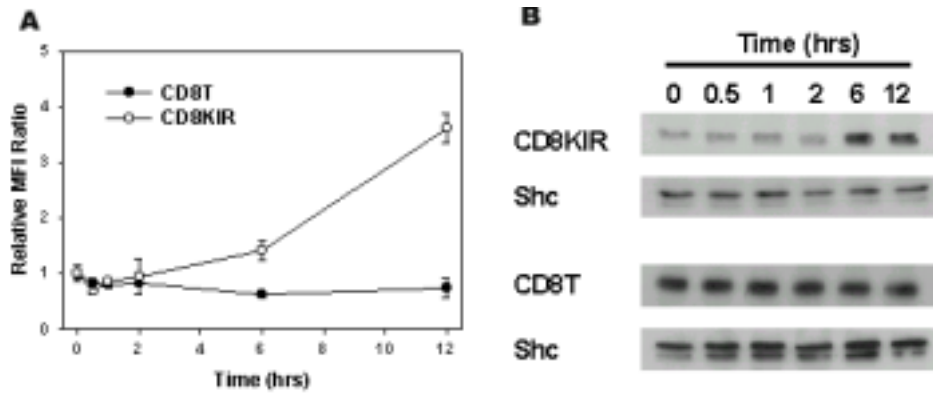 A
Relative MFI Ratio
5
4
3
2
1
0
CD8T
CD8KIR
0 2 4 6 8 10 12
Time (hrs)
B
Time (hrs)
0 0.5 1 2 6 12
CD8KIR
Shc
CD8T
Shc